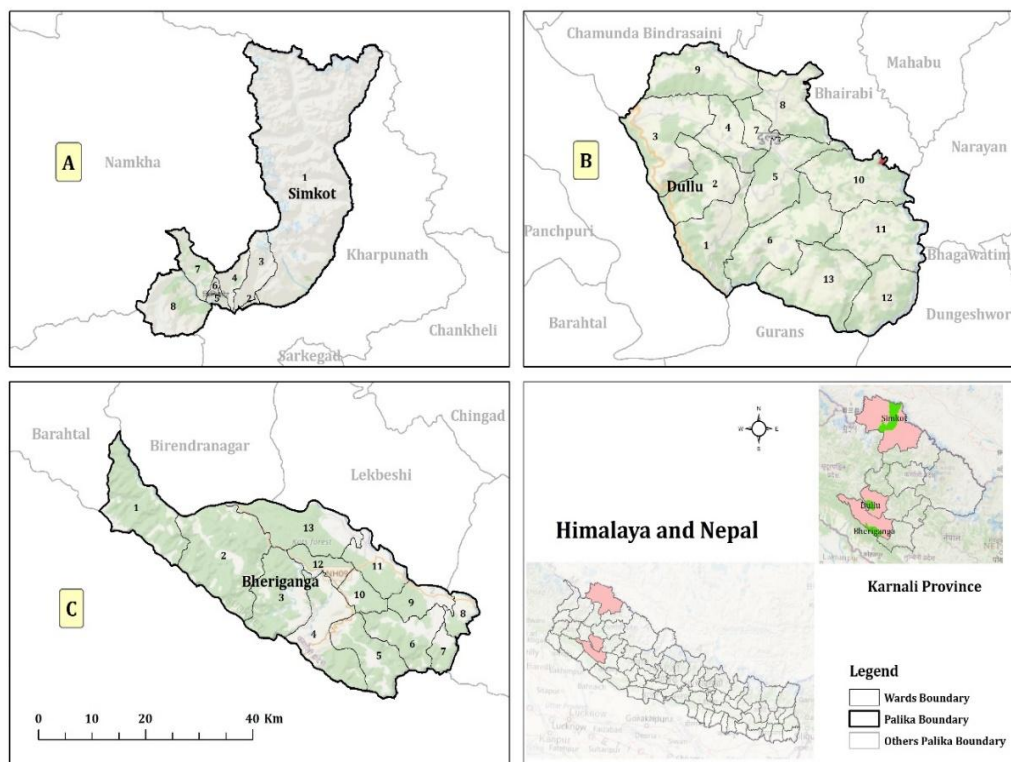 A
Namkha
1
Simkot
Kharpunath
7
4
3
6
5
2
8
Chankheli
Sarkegad
B
Chamunda Bindrasaini
Mahabu
9
8
Bhairabi
3
4
7
Narayan
10
Dullu
2
5
Panchpuri
11
1
6
Bhagawatim
13
12
Barahtal
Gurans
Dungeshwor
Chingad
Barahtal
Birendranagar
Lekbeshi
1
13
2
12
11
Bheriganga
3
10
9
C
8
4
6
7
5
0 10 20 40 Km
N
W E
S
Simkot
Dullu
Bheriganga
Himalaya and Nepal
Karnali Province
Legend
Wards Boundary
Palika Boundary
Others Palika Boundary